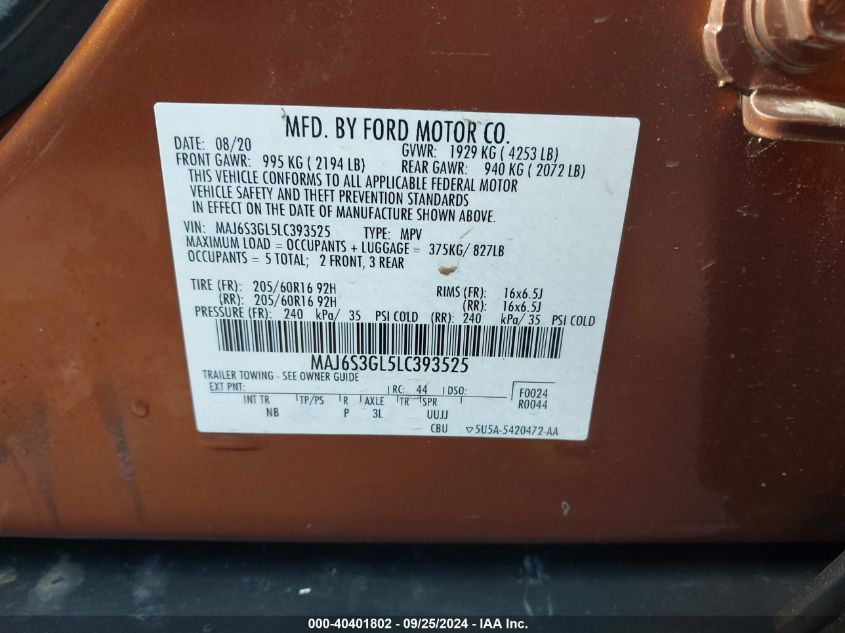 MFD. BY FORD MOTOR CO.
DATE: 08/20 GVWR: 1929 KG ( 4253 LB)
FRONT GAWR: 995 KG ( 2194 LB) REAR GAWR: 940 KG ( 2072 LB)
THIS VEHICLE CONFORMS TO ALL APPLICABLE FEDERAL MOTOR
VEHICLE SAFETY AND THEFT PREVENTION STANDARDS
IN EFFECT ON THE DATE OF MANUFACTURE SHOWN ABOVE.
VIN: MAJ6S3GL5LC393525 TYPE: MPV
MAXIMUM LOAD = OCCUPANTS + LUGGAGE = 375KG/ 827LB
OCCUPANTS = 5 TOTAL; 2 FRONT, 3 REAR
TIRE (FR): 205/60R16 92H RIMS (FR): 16x6.5J
(RR): 205/60R16 92H (RR): 16x6.5J
PRESSURE (FR): 240 kPa/ 35 PSI COLD (RR): 240 kPa/ 35 PSI COLD
MAJ6S3GL5LC393525
TRAILER TOWING - SEE OWNER GUIDE
EXT PNT: RC: 44 DSO: F0024
INT TR TP/PS R AXLE TR SPR R0044
NB P 3L UUJJ
CBU ▽5U5A-5420472-AA
000-40401802 - 09/25/2024 - IAA Inc.